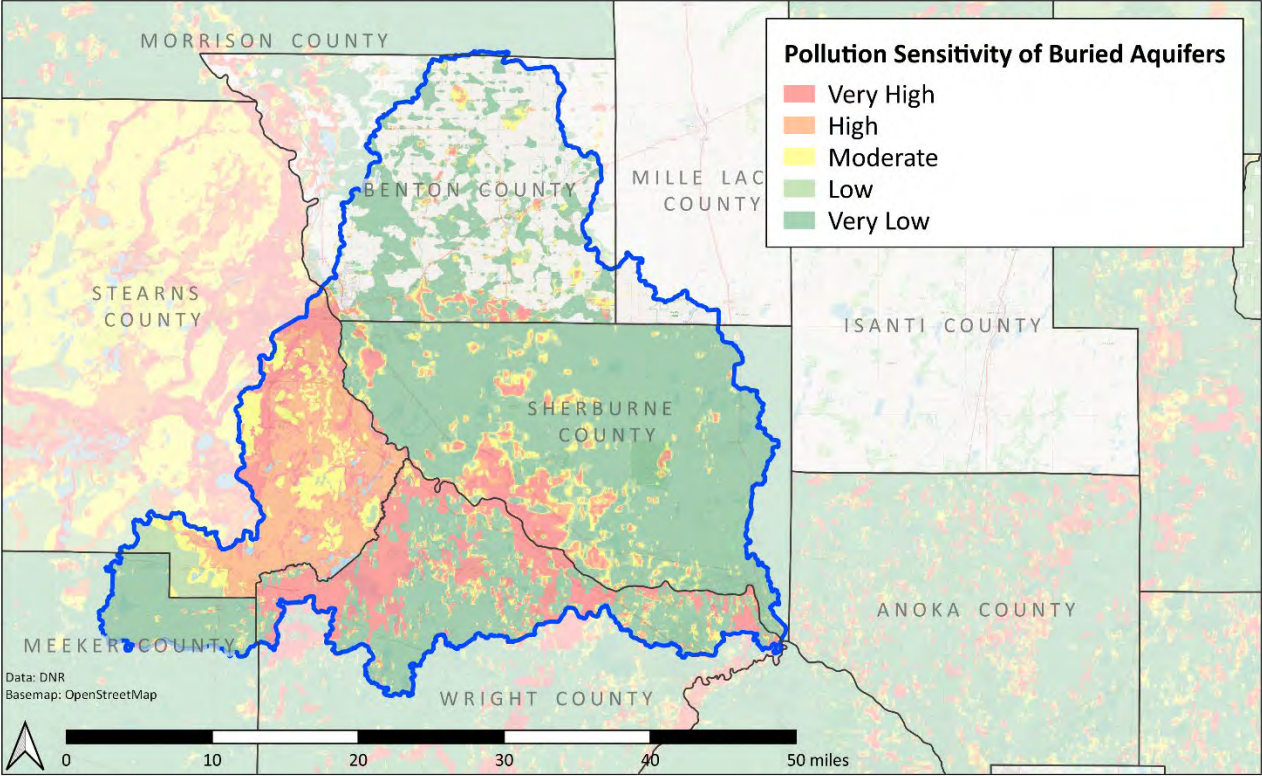 MORRISON COUNTY
Pollution Sensitivity of Buried Aquifers
Very High
High
Moderate
Low
Very Low
BENTON COUNTY
MILLE LAC
COUNTY
STEARNS
COUNTY
ISANTI COUNTY
SHERBURNE
COUNTY
ANOKA COUNTY
MEEKER COUNTY
WRIGHT COUNTY
Data: DNR
Basemap: OpenStreetMap
0 10 20 30 40 50 miles